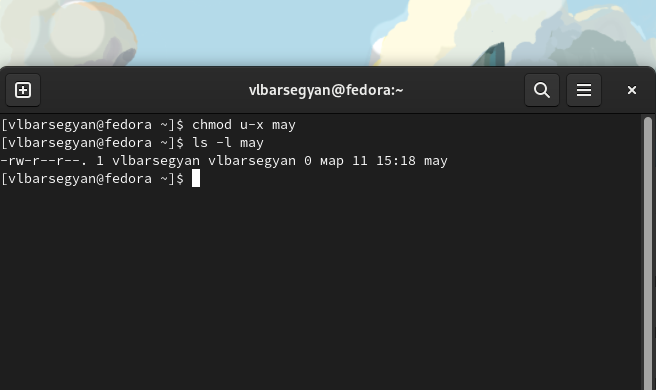 vlbarsegyan@fedora:~
[vlbarsegyan@fedora ~]$ chmod u-x may
[vlbarsegyan@fedora ~]$ ls -l may
-rw-r--r--. 1 vlbarsegyan vlbarsegyan 0 мар 11 15:18 may
[vlbarsegyan@fedora ~]$